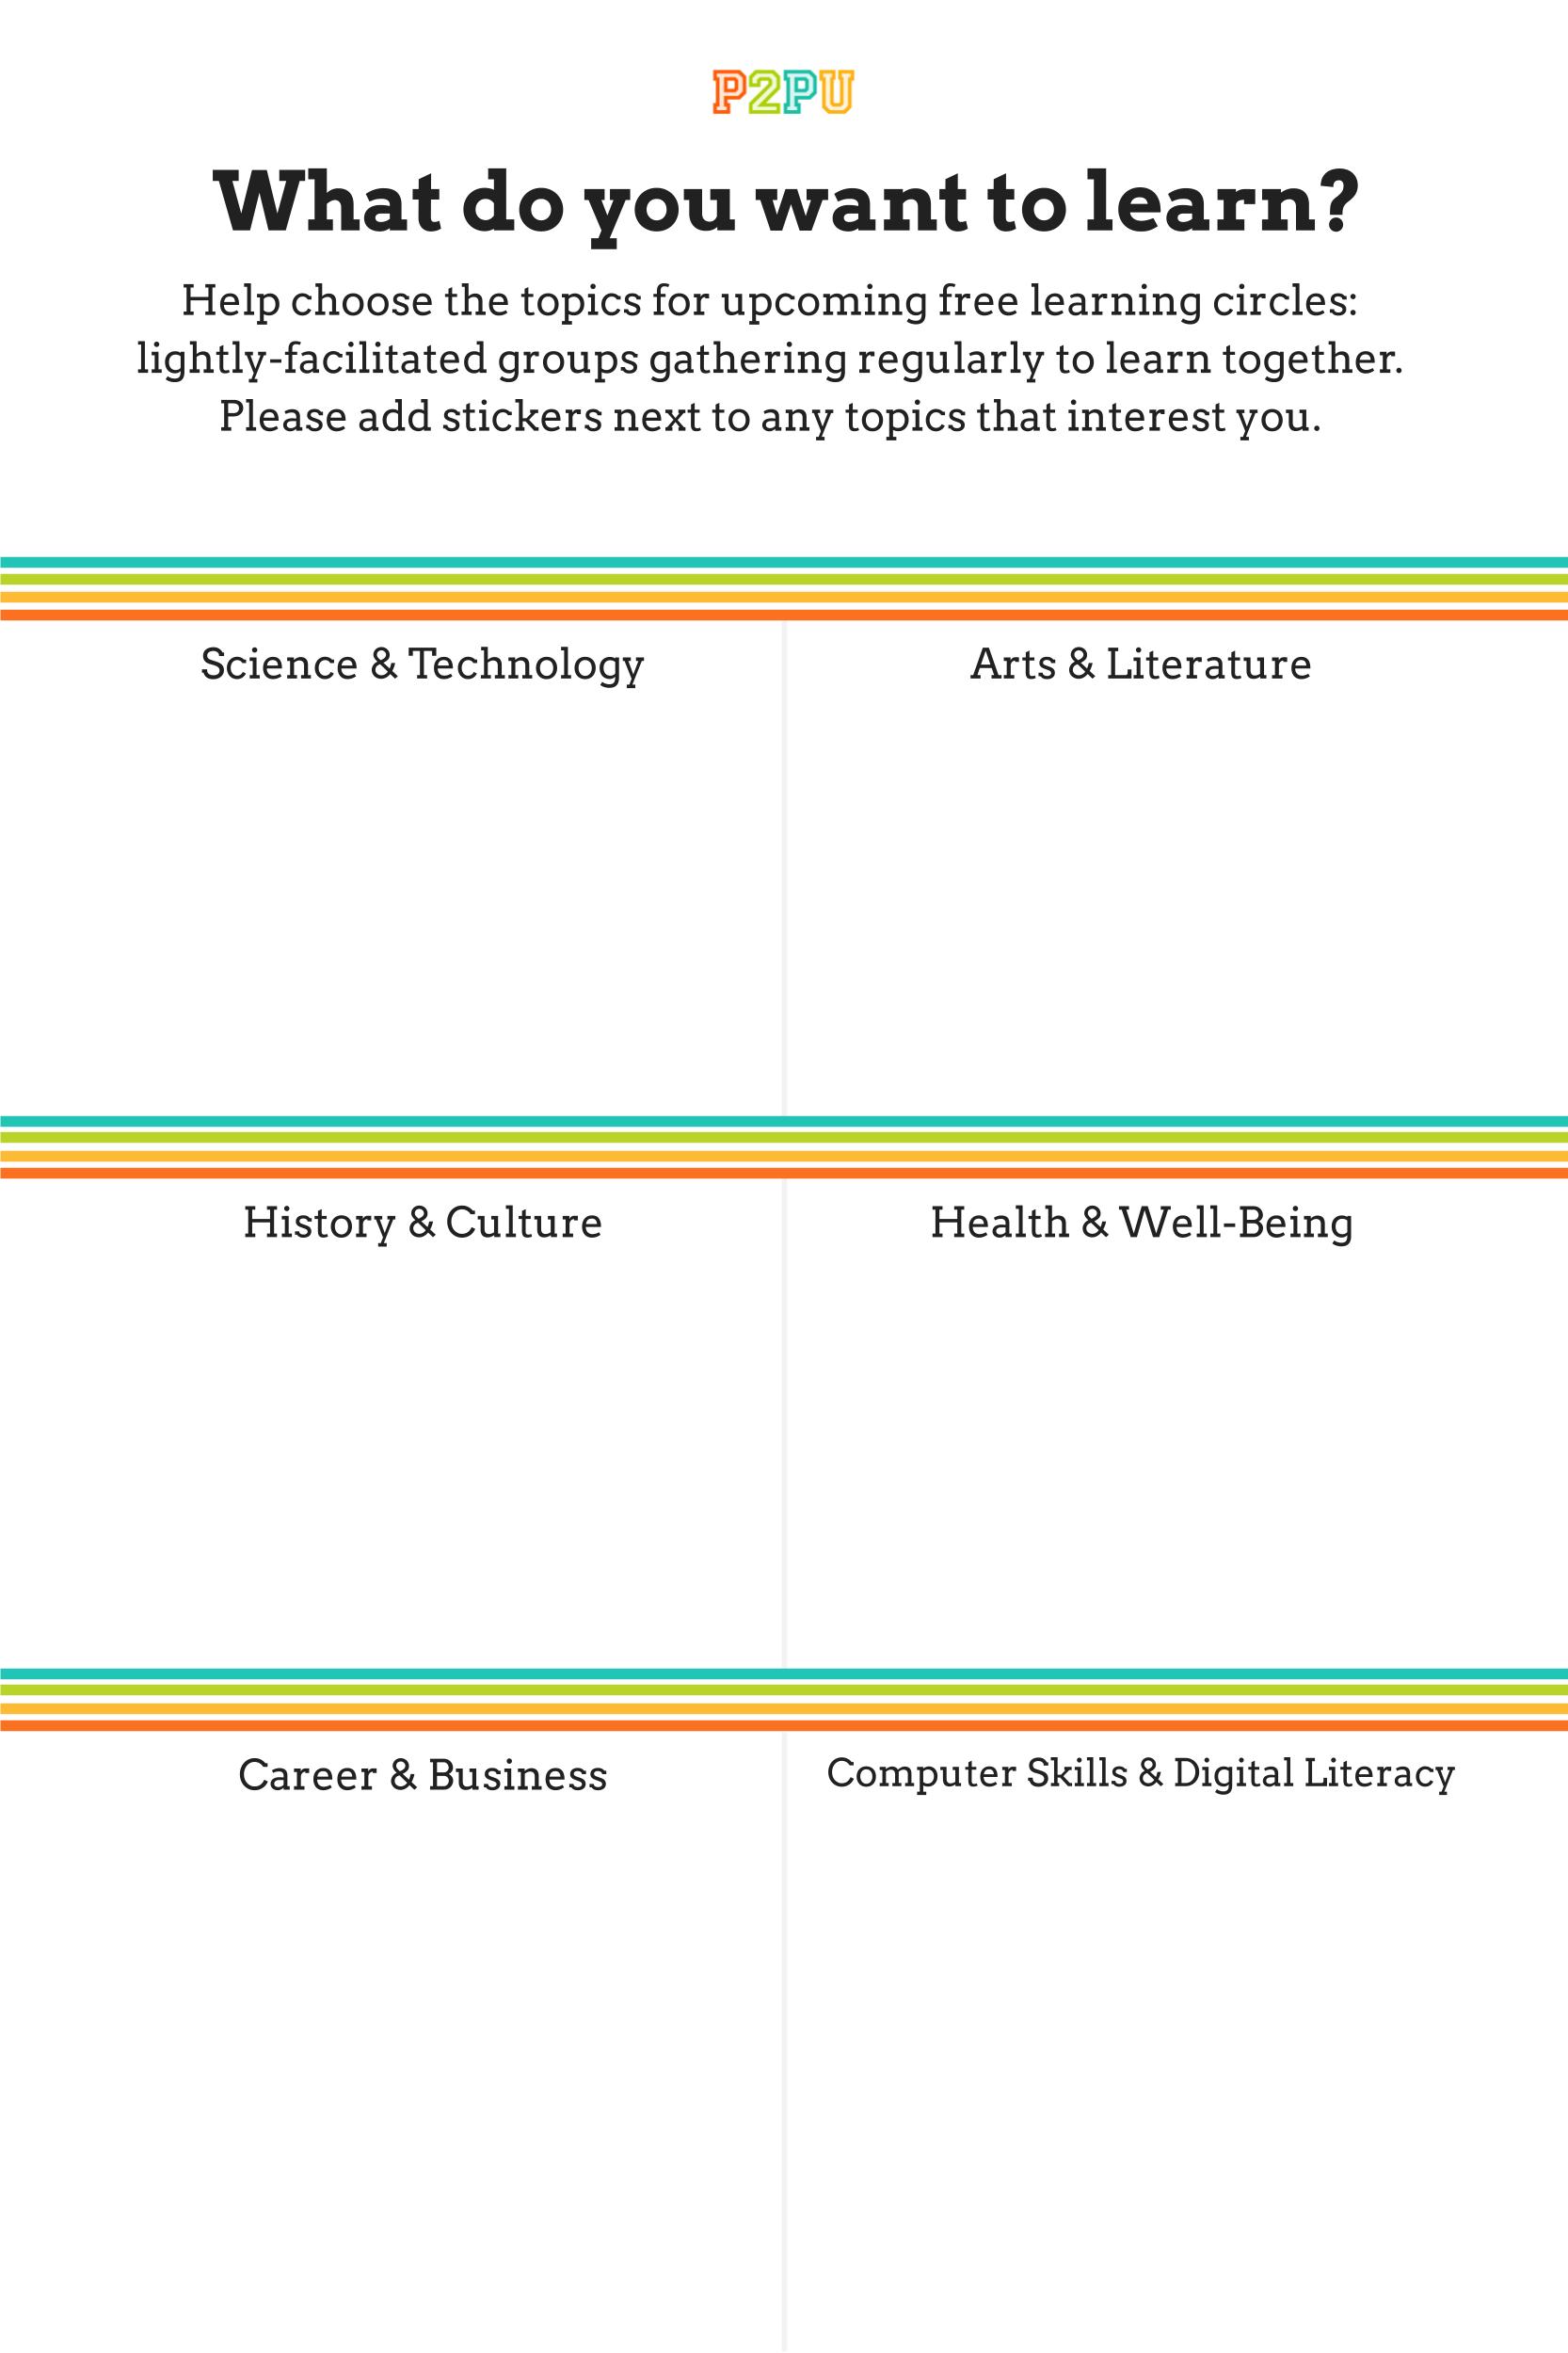 P2PU
What do you want to learn?
Help choose the topics for upcoming free learning circles:
lightly-facilitated groups gathering regularly to learn together.
Please add stickers next to any topics that interest you.
Science & Technology
Arts & Literature
History & Culture
Health & Well-Being
Career & Business
Computer Skills & Digital Literacy